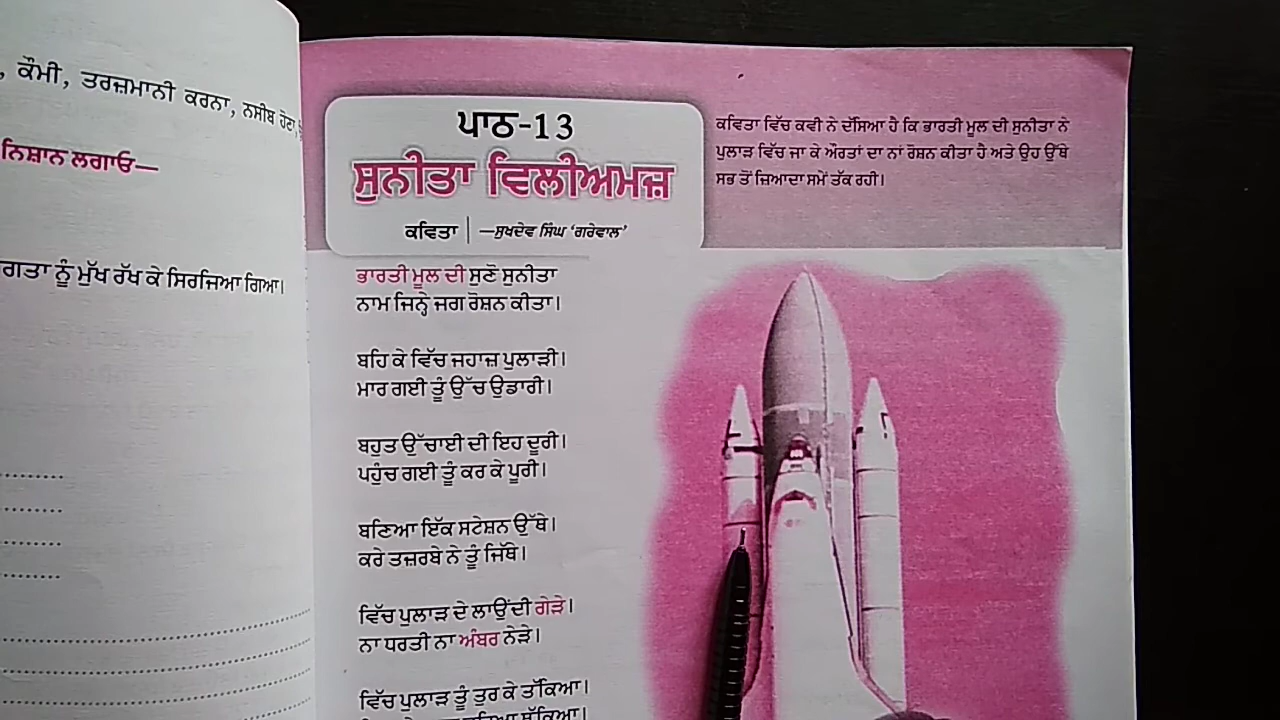 , ਕੌਮੀ, ਤਰਜ਼ਮਾਨੀ ਕਰਨਾ, ਨਸੀਬ ਹੋਣਾ,
ਨਿਸ਼ਾਨ ਲਗਾਓ—
ਗਤਾ ਨੂੰ ਮੁੱਖ ਰੱਖ ਕੇ ਸਿਰਜਿਆ ਗਿਆ।
ਪਾਠ-13
ਸੁਨੀਤਾ ਵਿਲੀਅਮਜ਼
ਕਵਿਤਾ | —ਸੁਖਦੇਵ ਸਿੰਘ ‘ਗਰੇਵਾਲ’
ਕਵਿਤਾ ਵਿੱਚ ਕਵੀ ਨੇ ਦੱਸਿਆ ਹੈ ਕਿ ਭਾਰਤੀ ਮੂਲ ਦੀ ਸੁਨੀਤਾ ਨੇ
ਪੁਲਾੜ ਵਿੱਚ ਜਾ ਕੇ ਔਰਤਾਂ ਦਾ ਨਾਂ ਰੋਸ਼ਨ ਕੀਤਾ ਹੈ ਅਤੇ ਉਹ ਉੱਥੇ
ਸਭ ਤੋਂ ਜ਼ਿਆਦਾ ਸਮੇਂ ਤੱਕ ਰਹੀ।
ਭਾਰਤੀ ਮੂਲ ਦੀ ਸੁਣੋ ਸੁਨੀਤਾ
ਨਾਮ ਜਿਨ੍ਹੇ ਜਗ ਰੋਸ਼ਨ ਕੀਤਾ।
ਬਹਿ ਕੇ ਵਿੱਚ ਜਹਾਜ਼ ਪੁਲਾੜੀ।
ਮਾਰ ਗਈ ਤੂੰ ਉੱਚ ਉਡਾਰੀ।
ਬਹੁਤ ਉੱਚਾਈ ਦੀ ਇਹ ਦੂਰੀ।
ਪਹੁੰਚ ਗਈ ਤੂੰ ਕਰ ਕੇ ਪੂਰੀ।
ਬਣਿਆ ਇੱਕ ਸਟੇਸ਼ਨ ਉੱਥੇ।
ਕਰੇ ਤਜ਼ਰਬੇ ਨੇ ਤੂੰ ਜਿੱਥੇ।
ਵਿੱਚ ਪੁਲਾੜ ਦੇ ਲਾਉਂਦੀ ਗੇੜੇ।
ਨਾ ਧਰਤੀ ਨਾ ਅੰਬਰ ਨੇੜੇ।
ਵਿੱਚ ਪੁਲਾੜ ਤੂੰ ਤੁਰ ਕੇ ਤੱਕਿਆ।